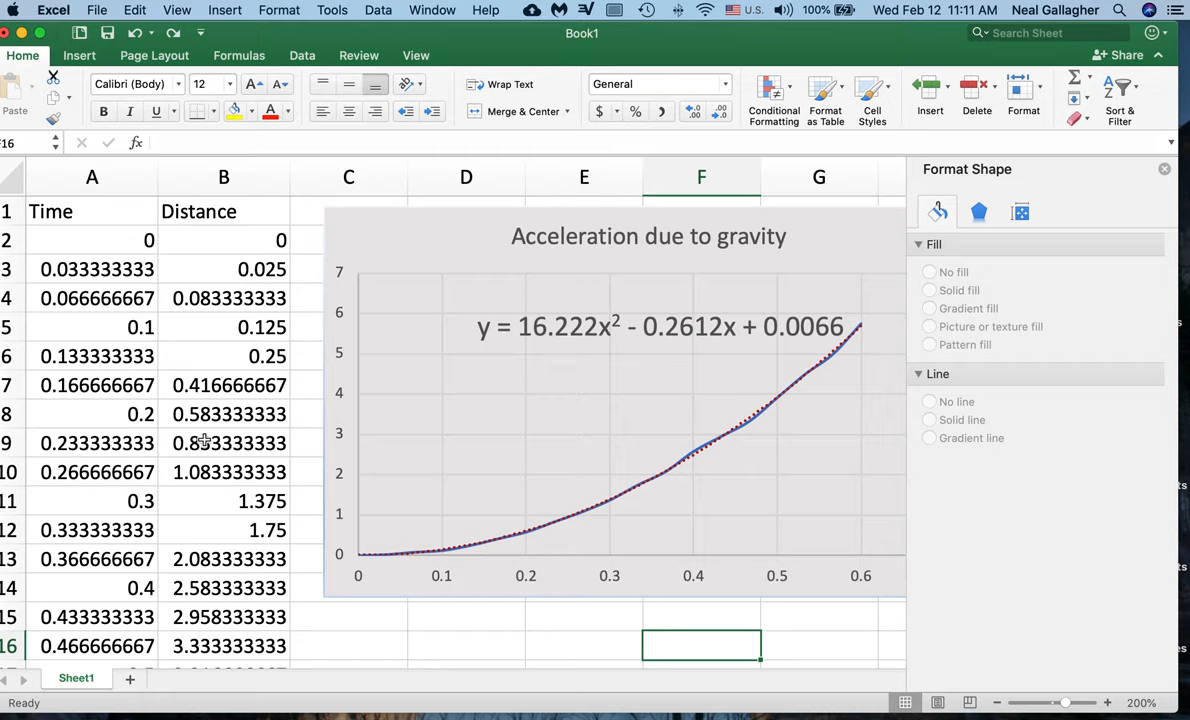 Excel File Edit View Insert Format Tools Data Window Help U.S. 100% Wed Feb 12 11:11 AM Neal Gallagher
Book1
Search Sheet
Home Insert Page Layout Formulas Data Review View Share
Paste
Calibri (Body) 12
B I U A
Wrap Text
Merge & Center
General
$ % ,
Conditional Formatting
Format as Table
Cell Styles
Insert
Delete
Format
Sort & Filter
F16 fx
A B C D E F G
1 Time Distance
2 0 0
3 0.033333333 0.025
4 0.066666667 0.083333333
5 0.1 0.125
6 0.133333333 0.25
7 0.166666667 0.416666667
8 0.2 0.583333333
9 0.233333333 0.833333333
10 0.266666667 1.083333333
11 0.3 1.375
12 0.333333333 1.75
13 0.366666667 2.083333333
14 0.4 2.583333333
15 0.433333333 2.958333333
16 0.466666667 3.333333333
Acceleration due to gravity
y = 16.222x² - 0.2612x + 0.0066
7
6
5
4
3
2
1
0
0 0.1 0.2 0.3 0.4 0.5 0.6
Format Shape
Fill
No fill
Solid fill
Gradient fill
Picture or texture fill
Pattern fill
Line
No line
Solid line
Gradient line
Sheet1
Ready
200%